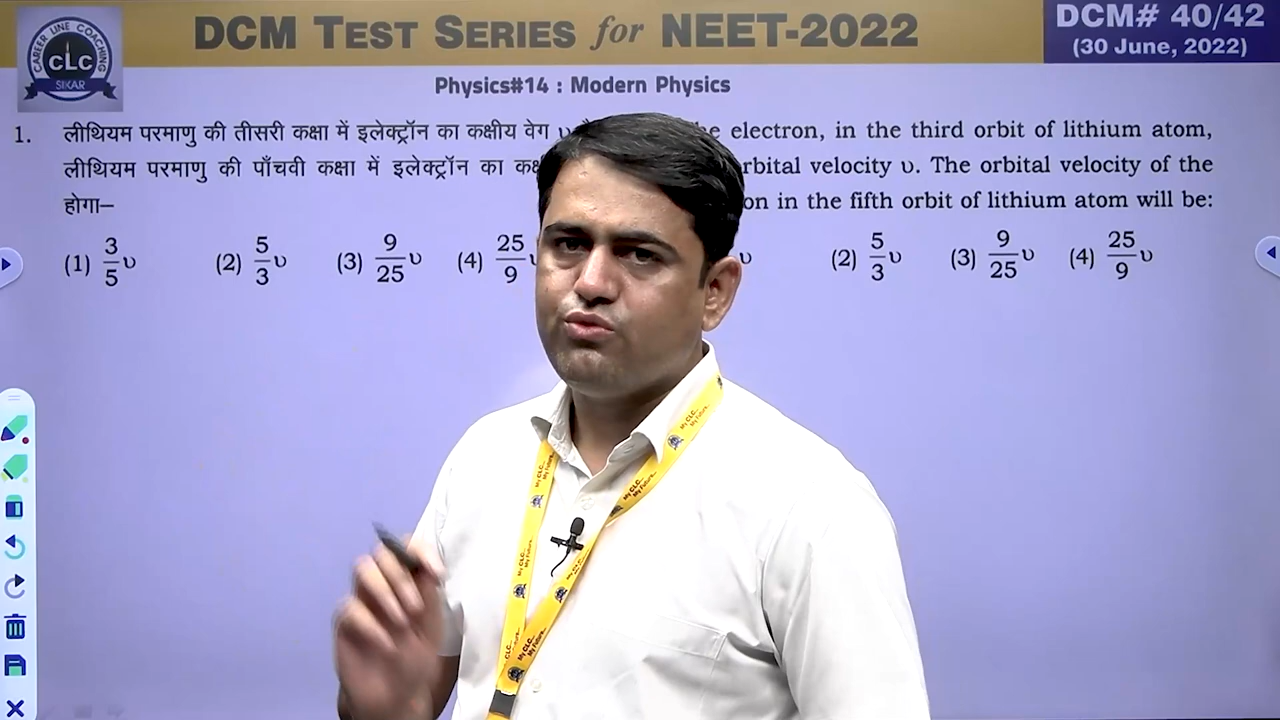 CAREER LINE COACHING
CLC
SIKAR
DCM TEST SERIES for NEET-2022
DCM# 40/42
(30 June, 2022)
Physics#14 : Modern Physics
1. लीथियम परमाणु की तीसरी कक्षा में इलेक्ट्रॉन का कक्षीय वेग υ
लीथियम परमाणु की पाँचवी कक्षा में इलेक्ट्रॉन का
होगा–
(1) 3/5 υ (2) 5/3 υ (3) 9/25 υ (4) 25/9
electron, in the third orbit of lithium atom,
orbital velocity υ. The orbital velocity of the
in the fifth orbit of lithium atom will be:
υ (2) 5/3 υ (3) 9/25 υ (4) 25/9 υ
My CLC...
My Future...